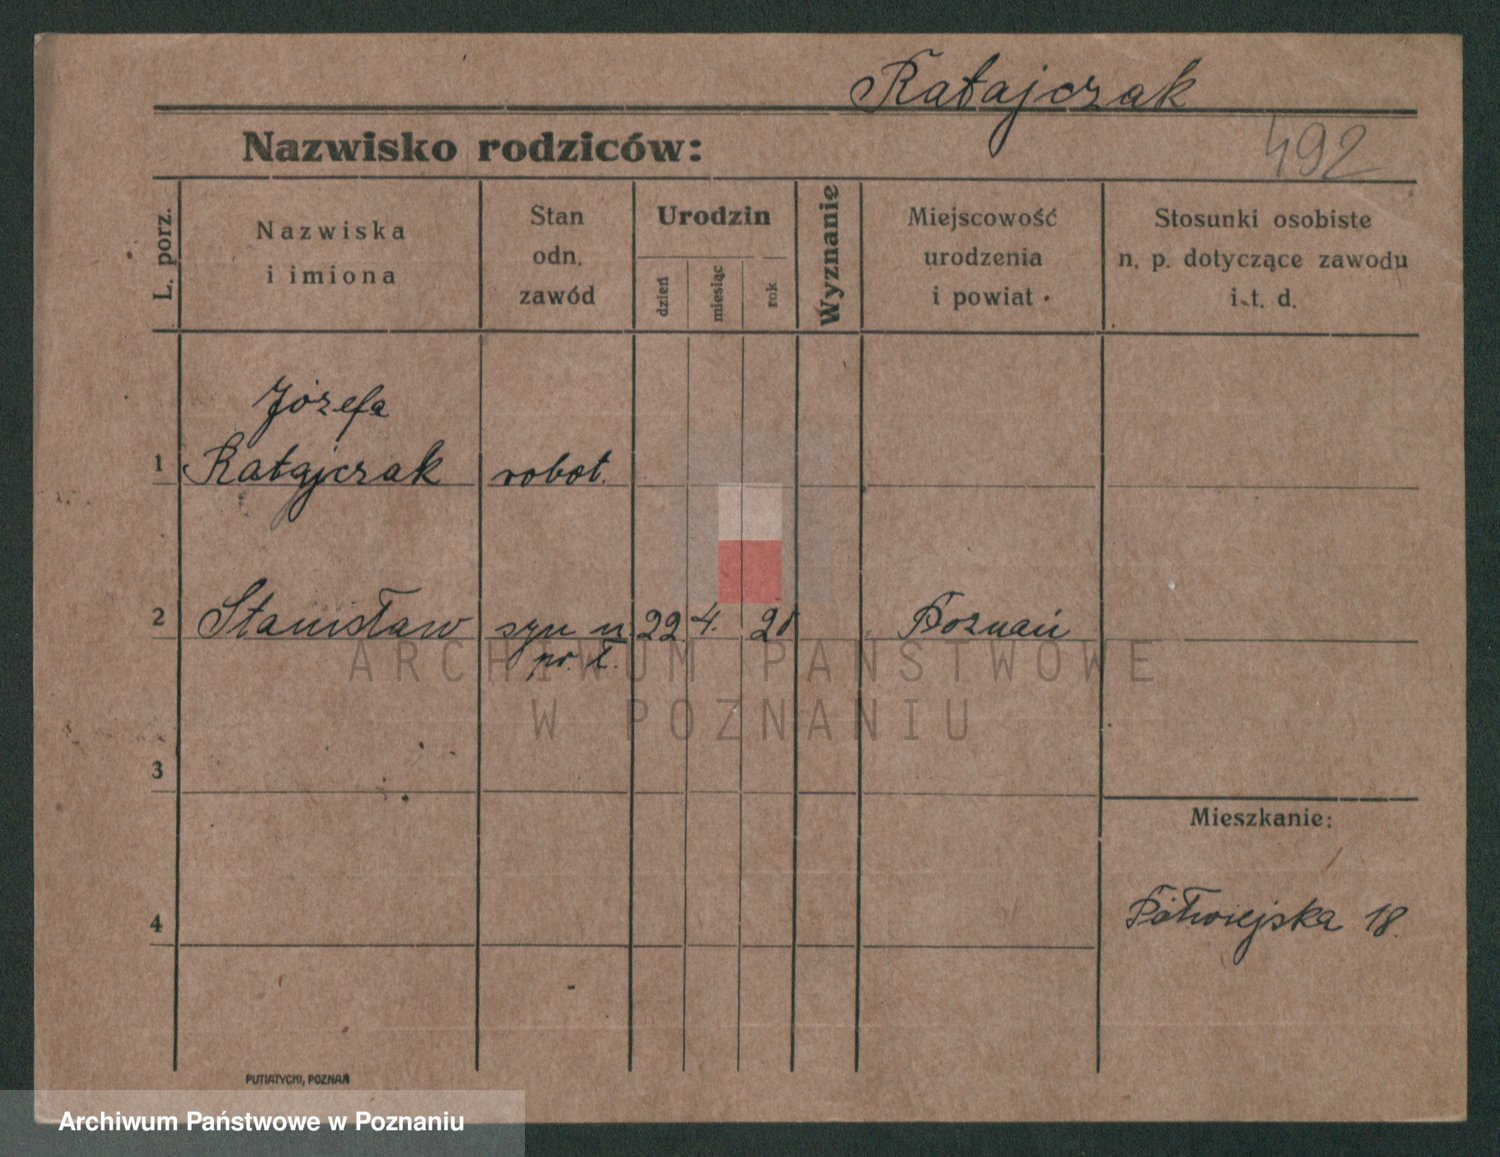 Ratajczak
Nazwisko rodziców:
492
L. porz.
Nazwiska
i imiona
Stan
odn.
zawód
Urodzin
dzień
miesiąc
rok
Wyznanie
Miejscowość
urodzenia
i powiat
Stosunki osobiste
n. p. dotyczące zawodu
i t. d.
Józefa
1 Ratajczak robot.
2 Stanisław syn n. 22 4. 21 Poznań
ARCHIWUM PAŃSTWOWE
W POZNANIU
3
Mieszkanie:
4
Półwiejska 18.
PUTIATYCKI, POZNAŃ
Archiwum Państwowe w Poznaniu